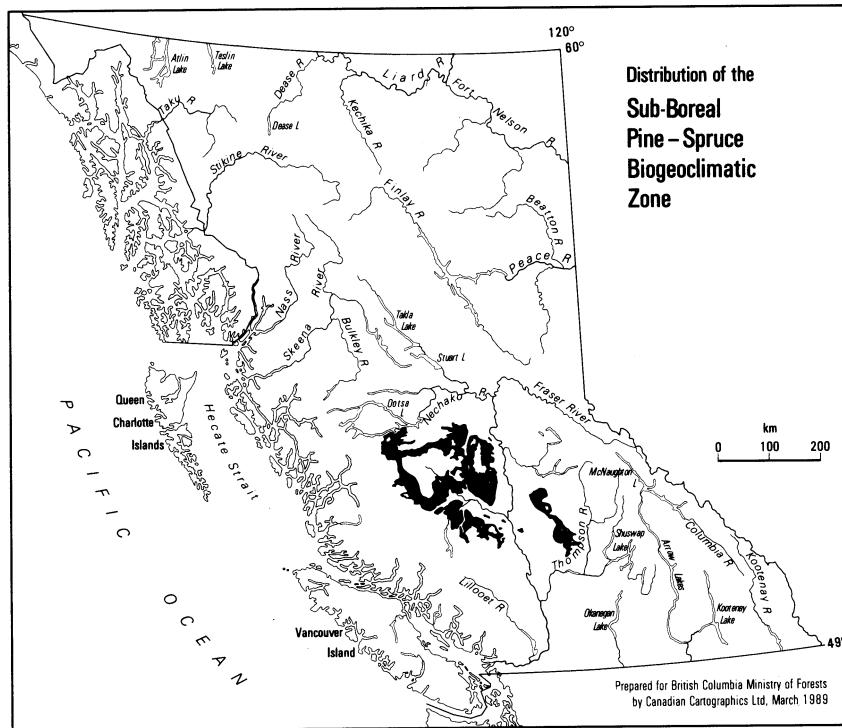 120°
60°
Distribution of the
Sub-Boreal
Pine – Spruce
Biogeoclimatic
Zone
Atlin
Lake
Teslin
Lake
Taku R
Dease R
Dease L
Liard R
Kechika R
Fort Nelson R
Stikine River
Finlay R
Beatton R
Peace R
Nass River
Skeena River
Bulkley R
Takla
Lake
Stuart L
Queen
Charlotte
Islands
Hecate Strait
PACIFIC OCEAN
Ootsa
L
Nechako R
Fraser River
km
0 100 200
McNaughton
L
Thompson R
Shuswap
Lake
Arrow Lakes
Columbia R
Kootenay R
Lillooet R
Okanagan
Lake
Kootenay
Lake
Vancouver
Island
49°
Prepared for British Columbia Ministry of Forests
by Canadian Cartographics Ltd, March 1989